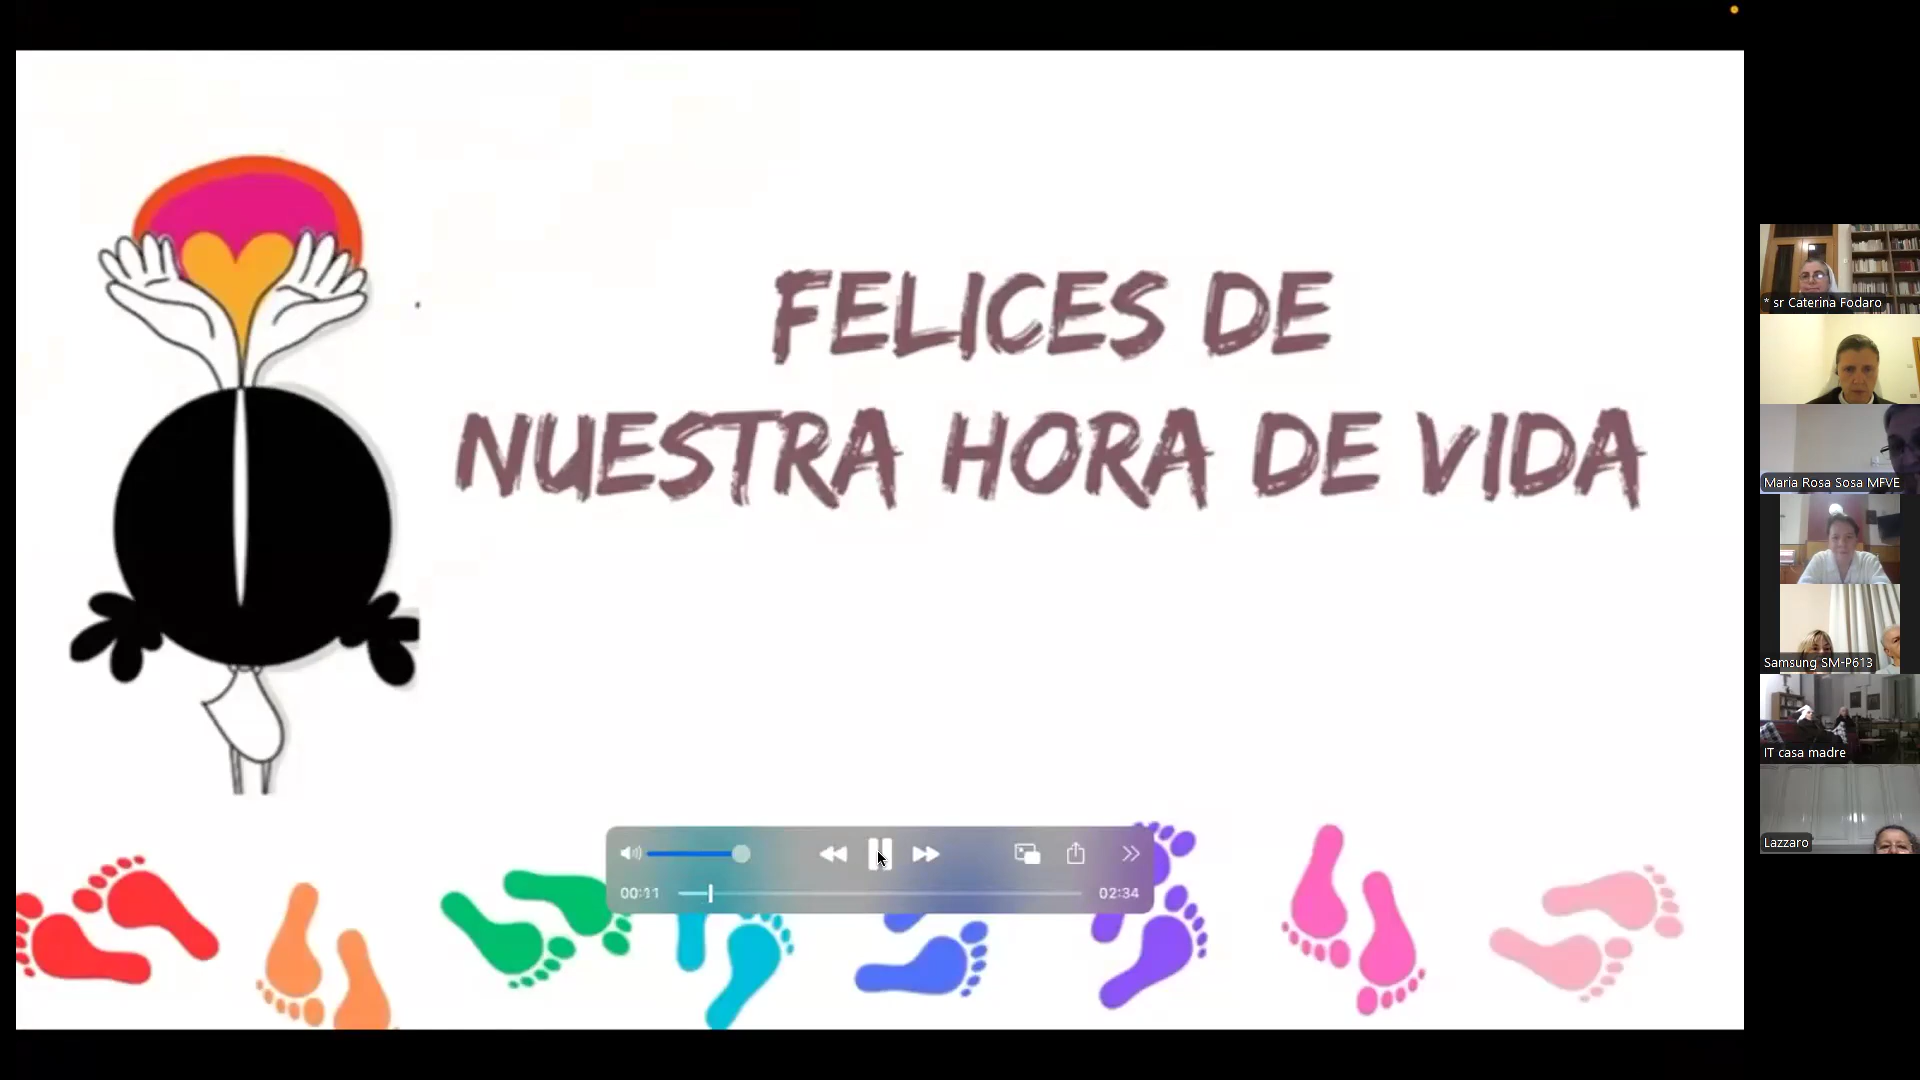 FELICES DE
NUESTRA HORA DE VIDA
00:11
02:34
* sr Caterina Fodaro
Maria Rosa Sosa MFVE
Samsung SM-P613
IT casa madre
Lazzaro